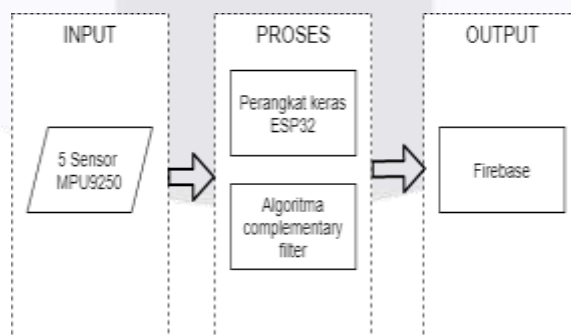 INPUT
5 Sensor
MPU9250
PROSES
Perangkat keras
ESP32
Algoritma
complementary
filter
OUTPUT
Firebase